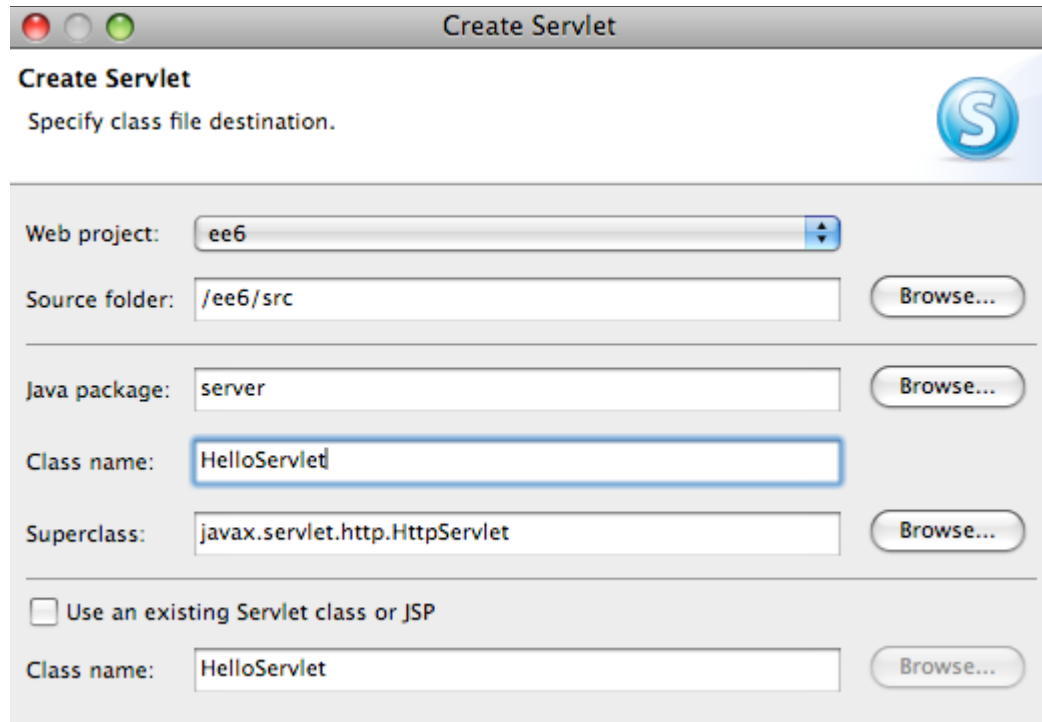 Create Servlet
Create Servlet
Specify class file destination.
S
Web project: ee6
Source folder: /ee6/src Browse...
Java package: server Browse...
Class name: HelloServlet
Superclass: javax.servlet.http.HttpServlet Browse...
Use an existing Servlet class or JSP
Class name: HelloServlet Browse...